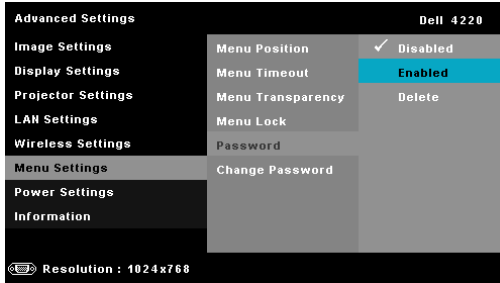 Advanced Settings
Dell 4220
Image Settings
Display Settings
Projector Settings
LAN Settings
Wireless Settings
Menu Settings
Power Settings
Information
Menu Position
Menu Timeout
Menu Transparency
Menu Lock
Password
Change Password
Disabled
Enabled
Delete
Resolution : 1024x768